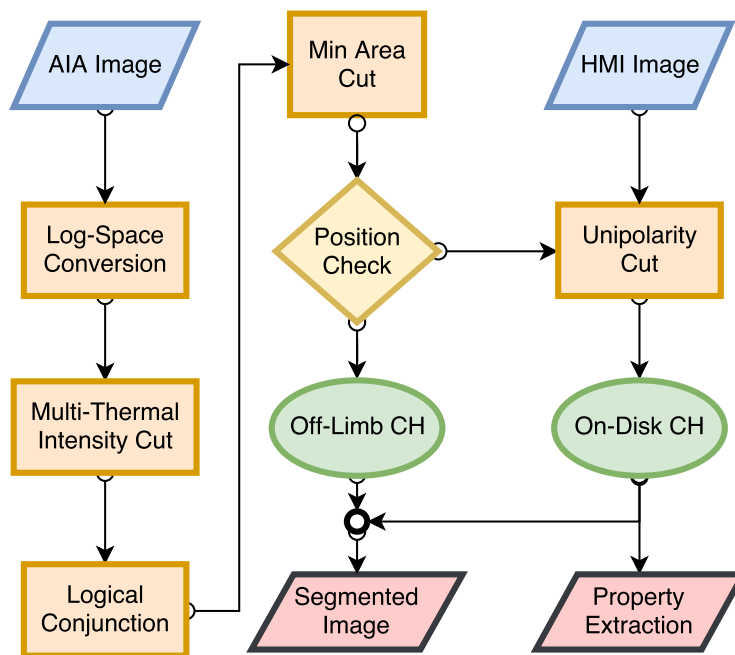 AIA Image
Log-Space
Conversion
Multi-Thermal
Intensity Cut
Logical
Conjunction
Min Area
Cut
Position
Check
Off-Limb CH
Segmented
Image
HMI Image
Unipolarity
Cut
On-Disk CH
Property
Extraction